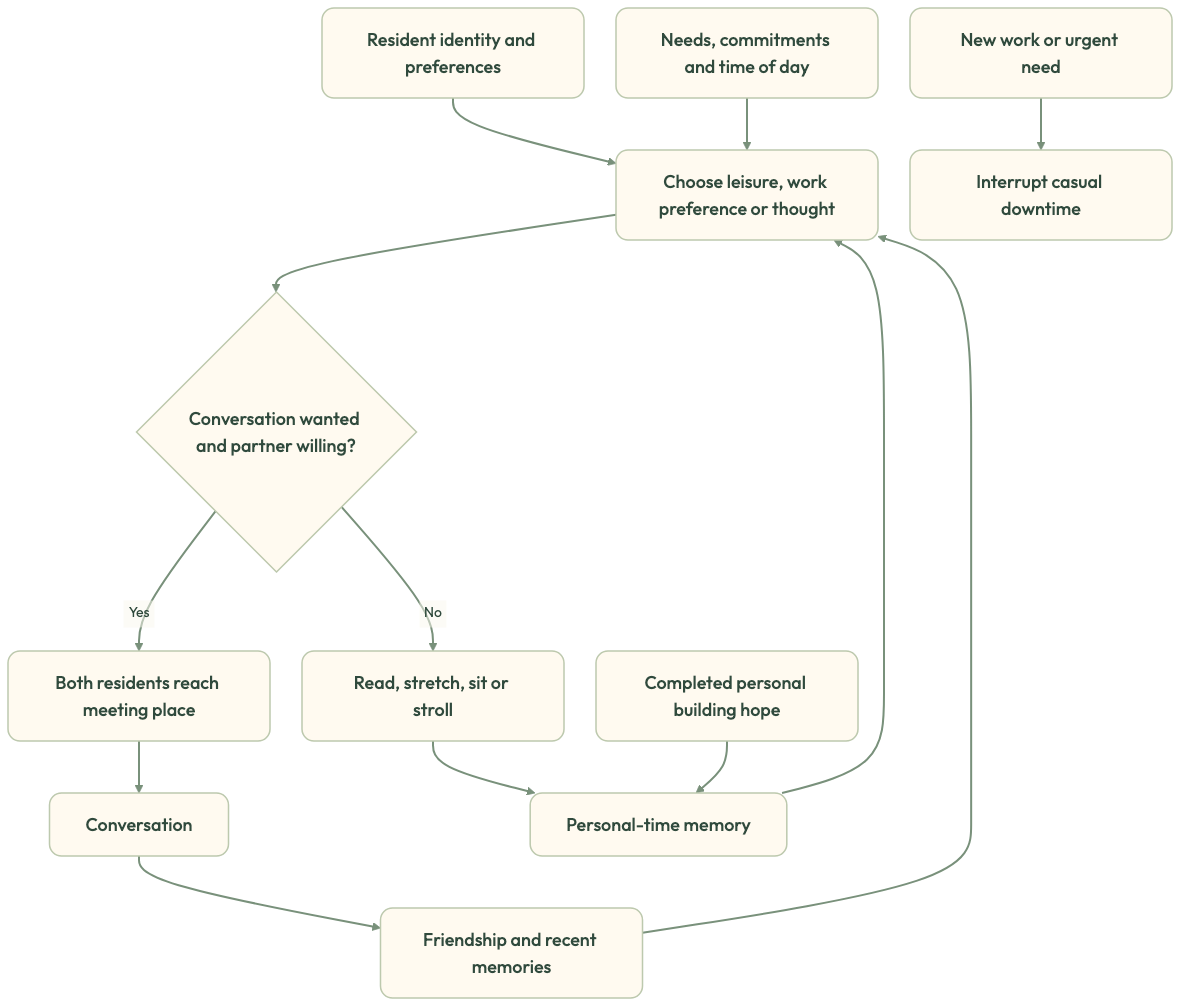 Resident identity and
preferences
Needs, commitments
and time of day
New work or urgent
need
Choose leisure, work
preference or thought
Interrupt casual
downtime
Conversation wanted
and partner willing?
Yes
No
Both residents reach
meeting place
Read, stretch, sit or
stroll
Completed personal
building hope
Conversation
Personal-time memory
Friendship and recent
memories